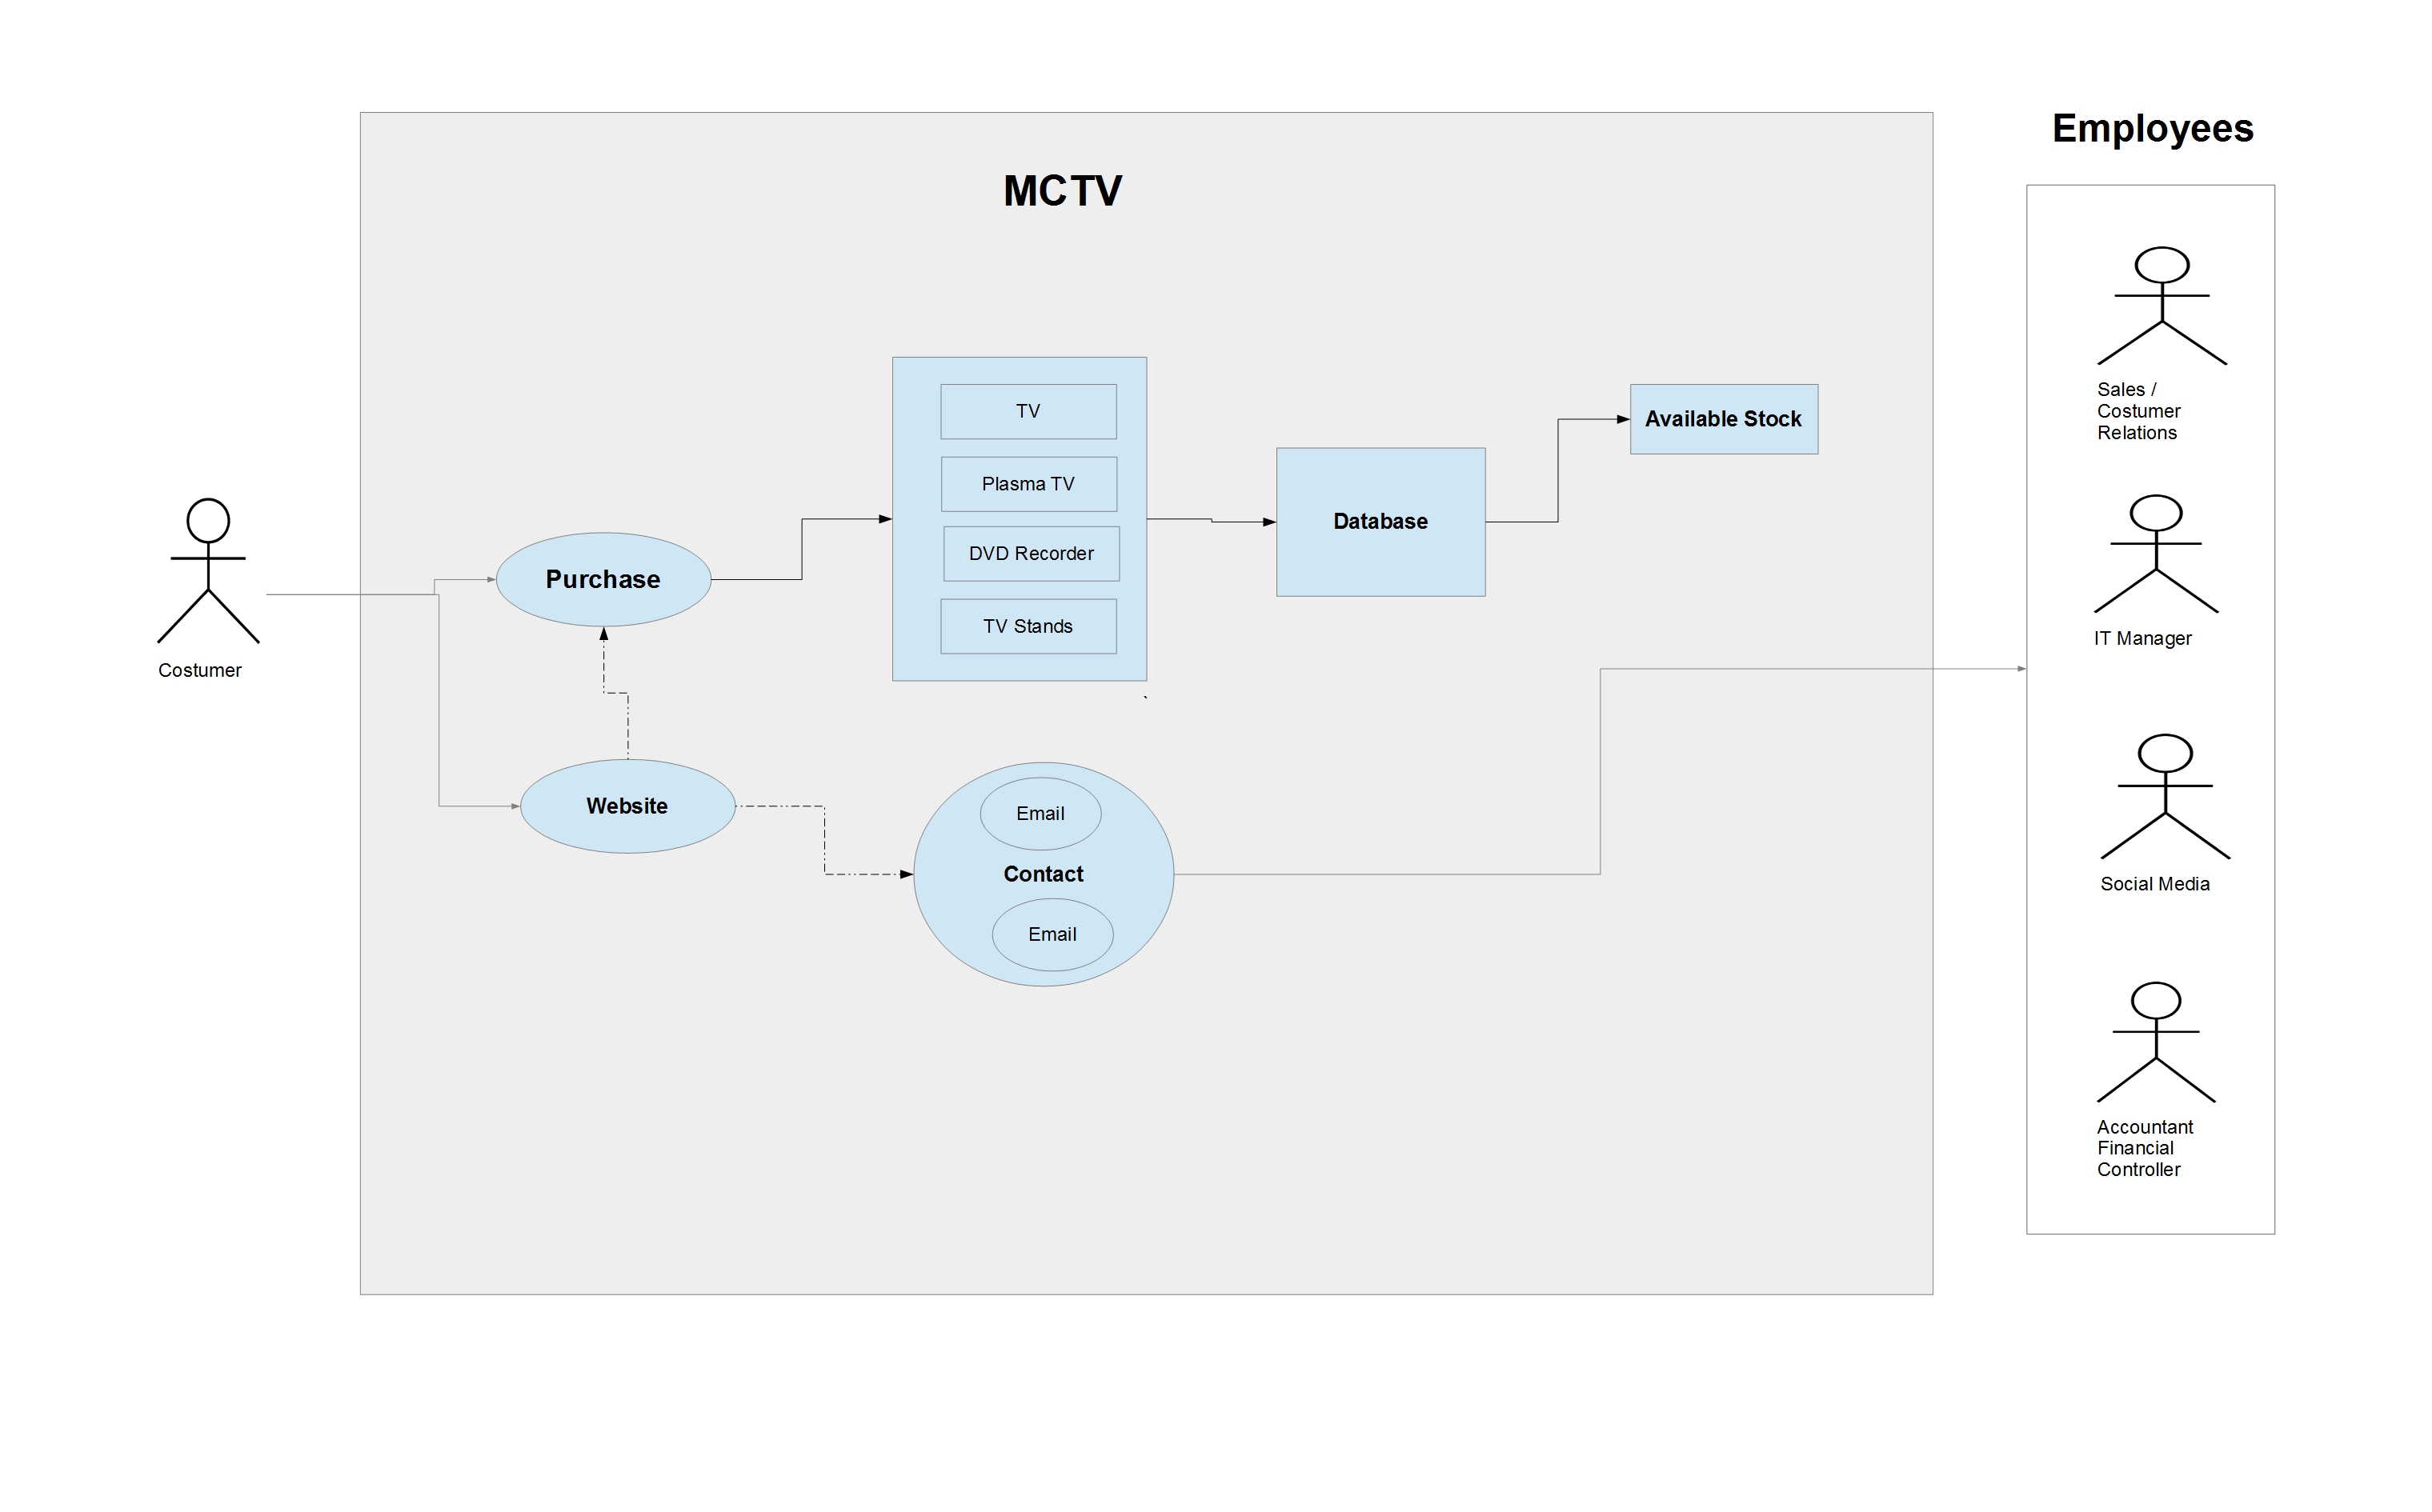 Employees
MCTV
Sales /
Costumer
Relations
TV
Available Stock
Plasma TV
Database
DVD Recorder
Purchase
TV Stands
IT Manager
Costumer
`
Website
Email
Contact
Social Media
Email
Accountant
Financial
Controller